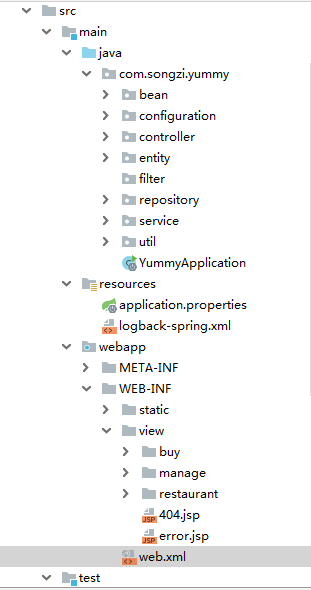 src
main
java
com.songzi.yummy
bean
configuration
controller
entity
filter
repository
service
util
YummyApplication
resources
application.properties
logback-spring.xml
webapp
META-INF
WEB-INF
static
view
buy
manage
restaurant
404.jsp
error.jsp
web.xml
test